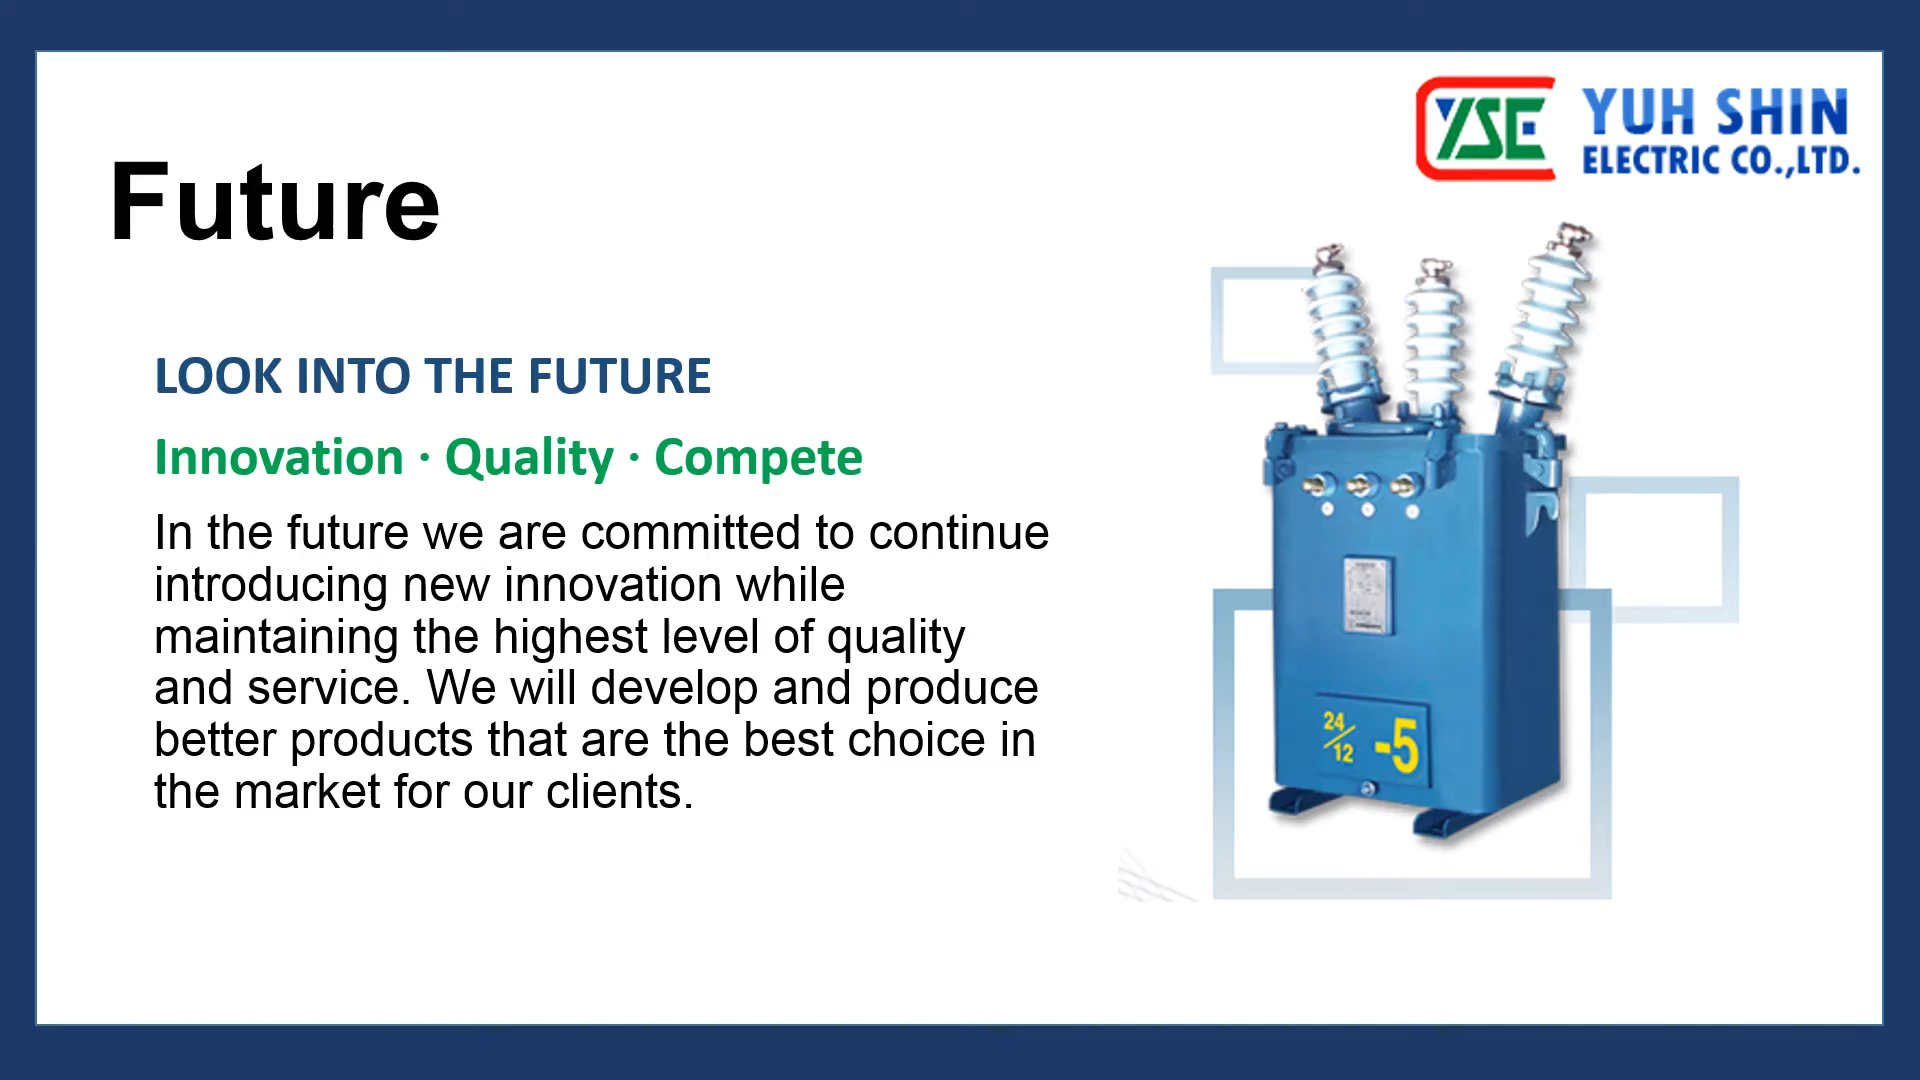 YSE YUH SHIN
ELECTRIC CO.,LTD.
Future
LOOK INTO THE FUTURE
Innovation · Quality · Compete
In the future we are committed to continue
introducing new innovation while
maintaining the highest level of quality
and service. We will develop and produce
better products that are the best choice in
the market for our clients.
24/12 -5